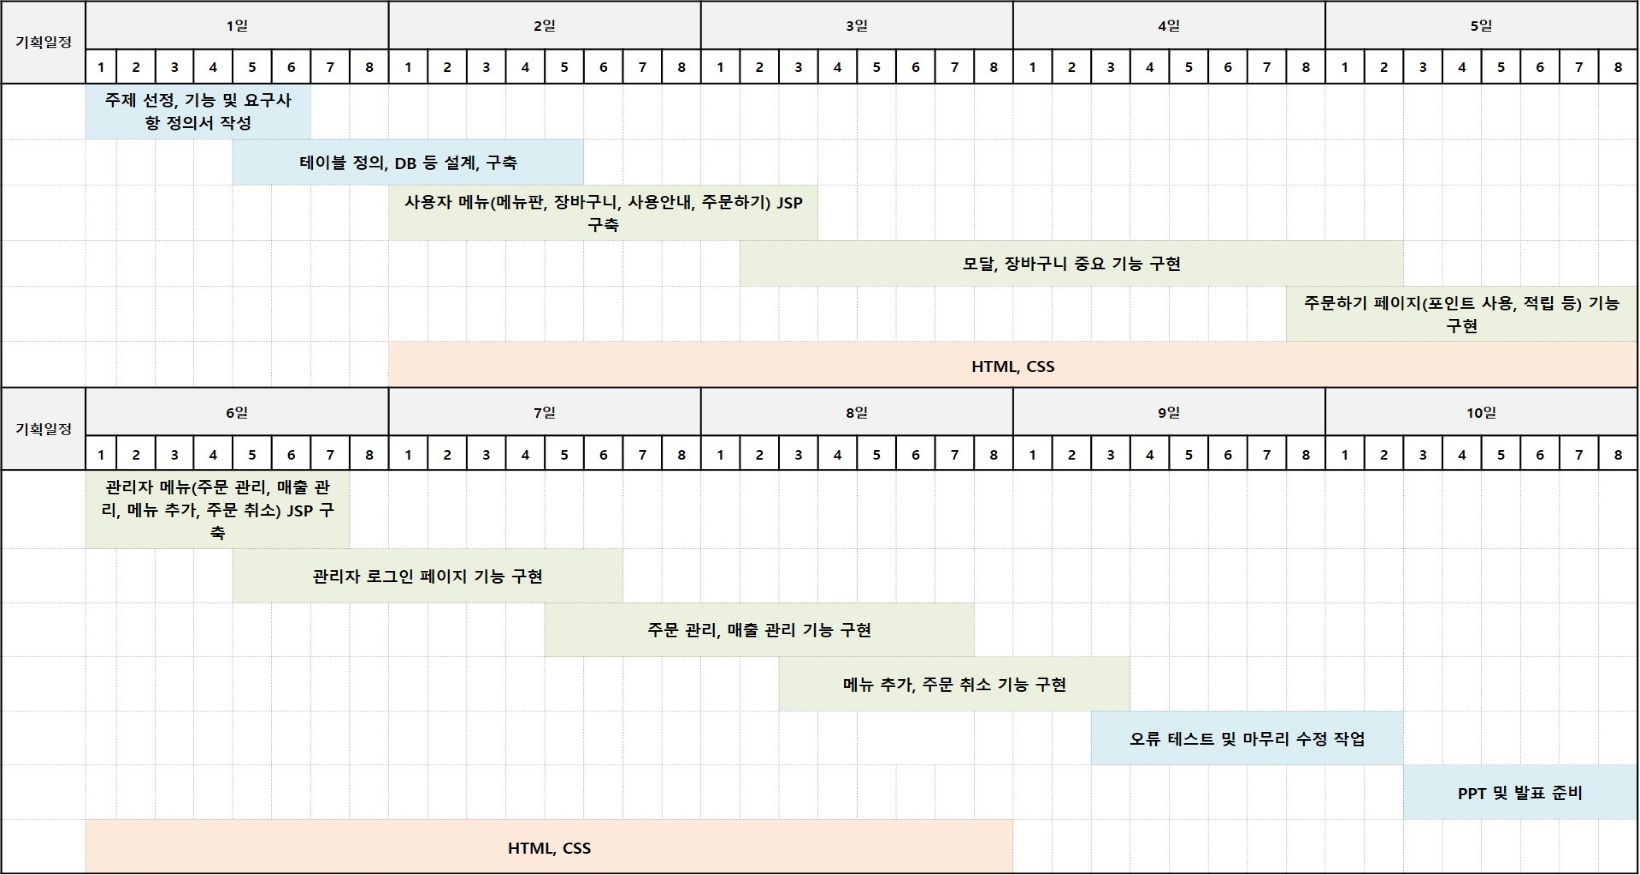 기획일정
1일 2일 3일 4일 5일
1 2 3 4 5 6 7 8 1 2 3 4 5 6 7 8 1 2 3 4 5 6 7 8 1 2 3 4 5 6 7 8 1 2 3 4 5 6 7 8
주제 선정, 기능 및 요구사
항 정의서 작성
테이블 정의, DB 등 설계, 구축
사용자 메뉴(메뉴판, 장바구니, 사용안내, 주문하기) JSP
구축
모달, 장바구니 중요 기능 구현
주문하기 페이지(포인트 사용, 적립 등) 기능
구현
HTML, CSS
기획일정
6일 7일 8일 9일 10일
1 2 3 4 5 6 7 8 1 2 3 4 5 6 7 8 1 2 3 4 5 6 7 8 1 2 3 4 5 6 7 8 1 2 3 4 5 6 7 8
관리자 메뉴(주문 관리, 매출 관
리, 메뉴 추가, 주문 취소) JSP 구
축
관리자 로그인 페이지 기능 구현
주문 관리, 매출 관리 기능 구현
메뉴 추가, 주문 취소 기능 구현
오류 테스트 및 마무리 수정 작업
PPT 및 발표 준비
HTML, CSS